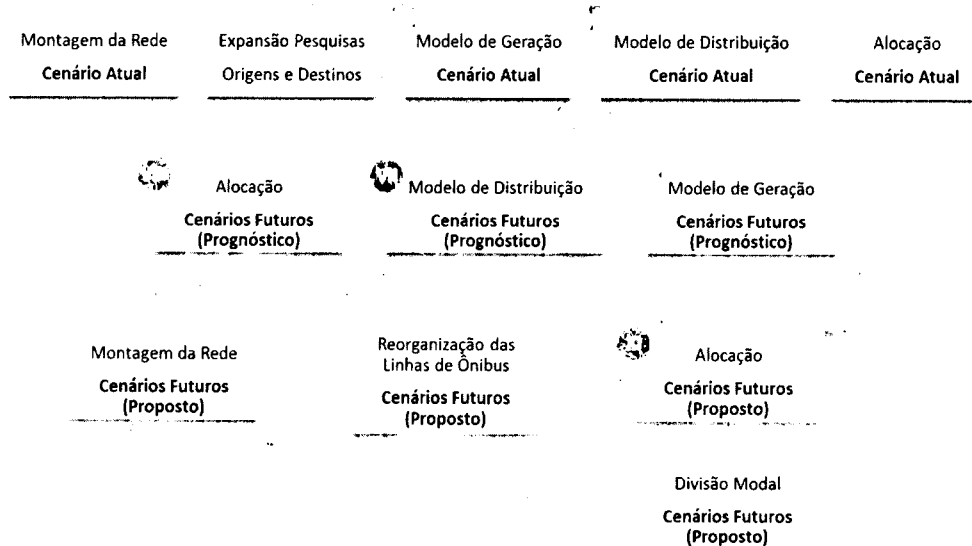 Montagem da Rede
Cenário Atual
Expansão Pesquisas
Origens e Destinos
Modelo de Geração
Cenário Atual
Modelo de Distribuição
Cenário Atual
Alocação
Cenário Atual
Alocação
Cenários Futuros
(Prognóstico)
Modelo de Distribuição
Cenários Futuros
(Prognóstico)
Modelo de Geração
Cenários Futuros
(Prognóstico)
Montagem da Rede
Cenários Futuros
(Proposto)
Reorganização das
Linhas de Ônibus
Cenários Futuros
(Proposto)
Alocação
Cenários Futuros
(Proposto)
Divisão Modal
Cenários Futuros
(Proposto)